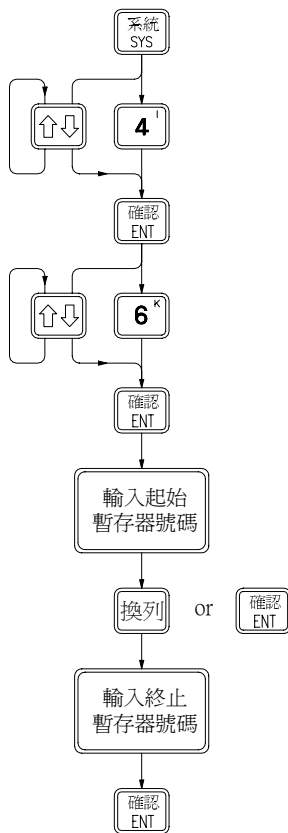 系統
SYS
4 I
確認
ENT
6 K
確認
ENT
輸入起始
暫存器號碼
換列 or 確認
ENT
輸入終止
暫存器號碼
確認
ENT